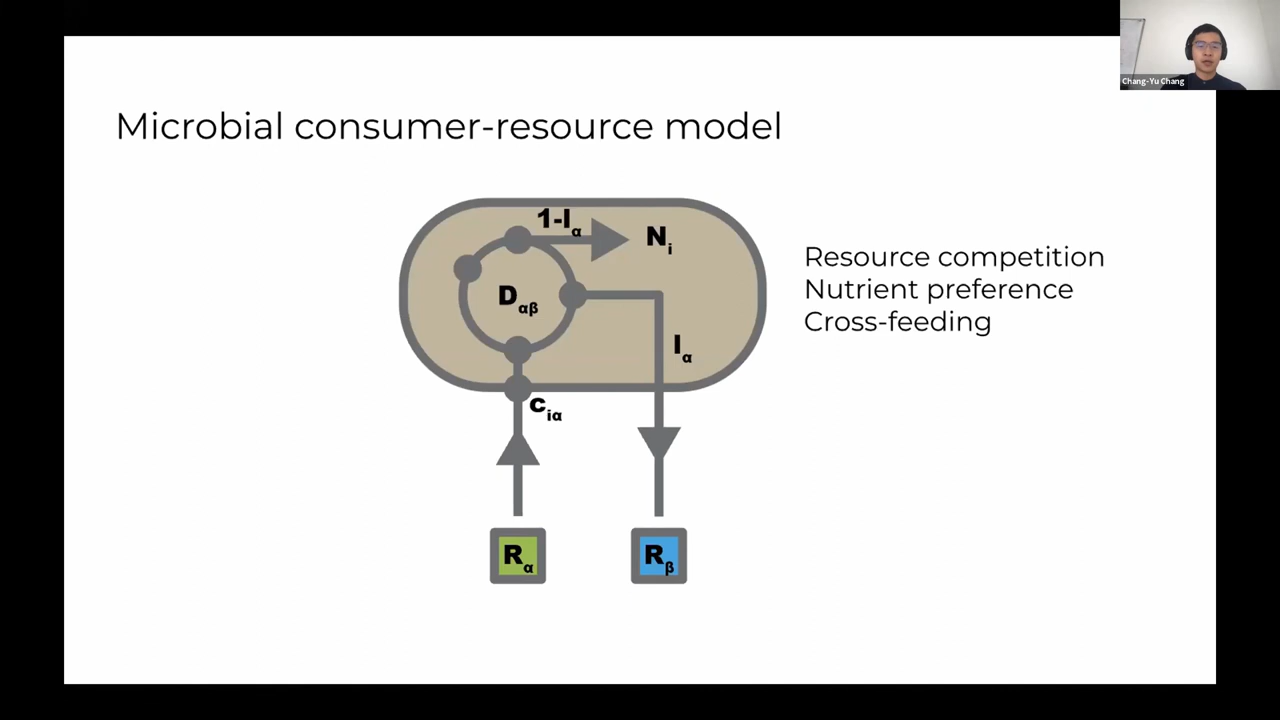 Chang-Yu Chang
Microbial consumer-resource model
1-lα
Ni
Dαβ
lα
ciα
Rα
Rβ
Resource competition
Nutrient preference
Cross-feeding